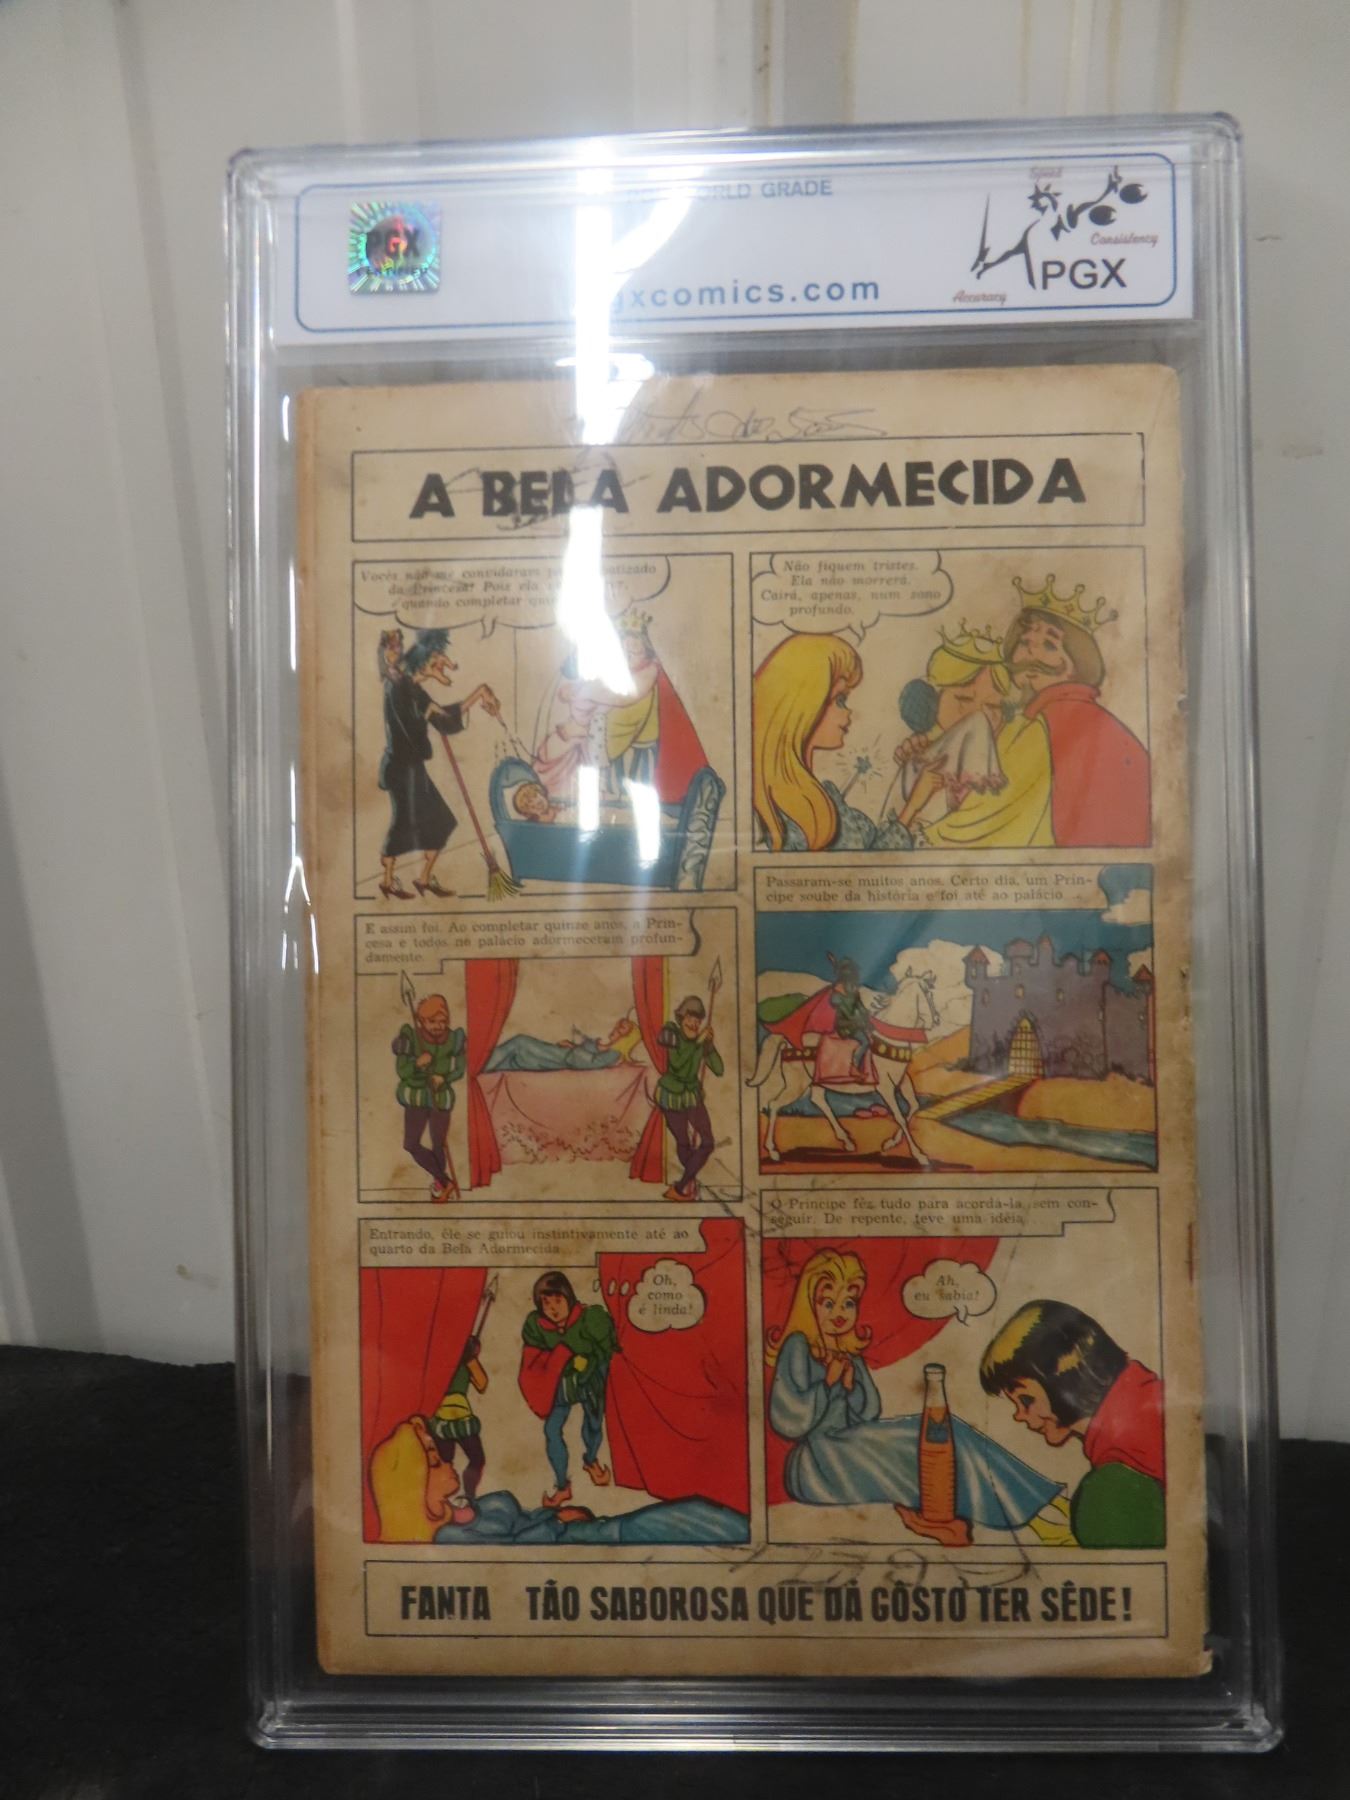 WORLD GRADE
PGX
Speed
Consistency
PGX
Accuracy
gxcomics.com
A BELA ADORMECIDA
Vocês não me convidaram batizado
da Princesa! Pois ela
quando completar
Não fiquem tristes.
Ela não morrerá.
Cairá, apenas, num sono
profundo.
E assim foi. Ao completar quinze anos, a Prin-
cesa e todos no palácio adormeceram profun-
damente.
Passaram-se muitos anos. Certo dia, um Prín-
cipe soube da história e foi até ao palácio...
Entrando, êle se guiou instintivamente até ao
quarto da Bela Adormecida...
Oh,
como
é linda!
O Príncipe fêz tudo para acordá-la, sem con-
seguir. De repente, teve uma idéia...
Ah,
eu sabia!
FANTA TÃO SABOROSA QUE DÁ GÔSTO TER SÊDE!